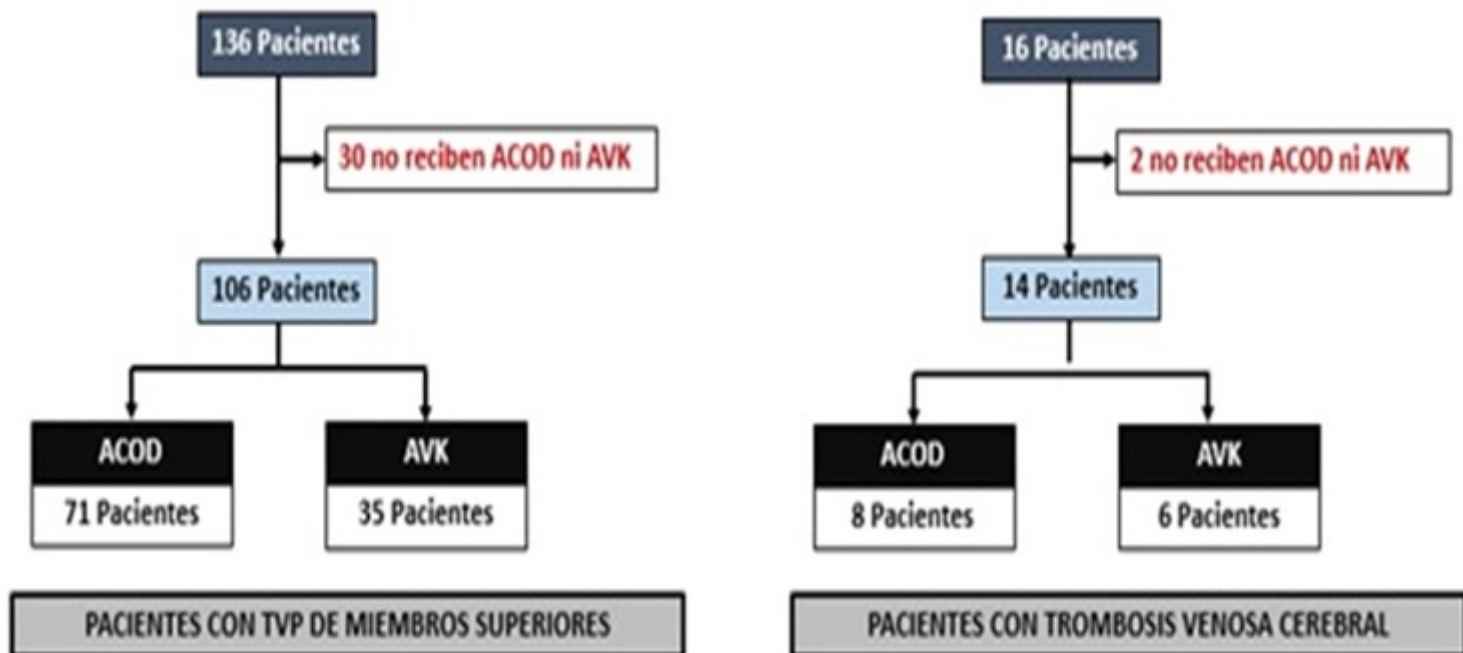 136 Pacientes
30 no reciben ACOD ni AVK
106 Pacientes
ACOD
71 Pacientes
AVK
35 Pacientes
PACIENTES CON TVP DE MIEMBROS SUPERIORES
16 Pacientes
2 no reciben ACOD ni AVK
14 Pacientes
ACOD
8 Pacientes
AVK
6 Pacientes
PACIENTES CON TROMBOSIS VENOSA CEREBRAL